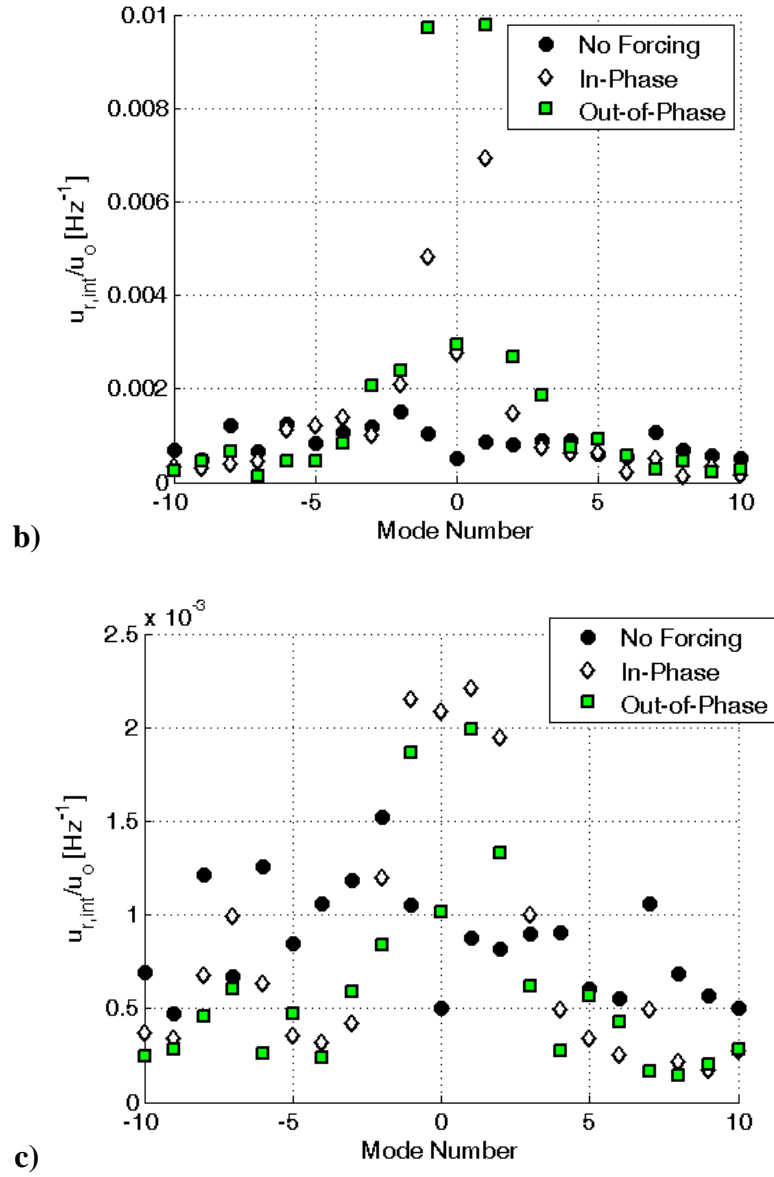 0.01
0.008
0.006
0.004
0.002
0
-10
-5
0
5
10
u_r,int/u_o [Hz^-1]
Mode Number
No Forcing
In-Phase
Out-of-Phase
b)
x 10^-3
2.5
2
1.5
1
0.5
0
-10
-5
0
5
10
u_r,int/u_o [Hz^-1]
Mode Number
No Forcing
In-Phase
Out-of-Phase
c)